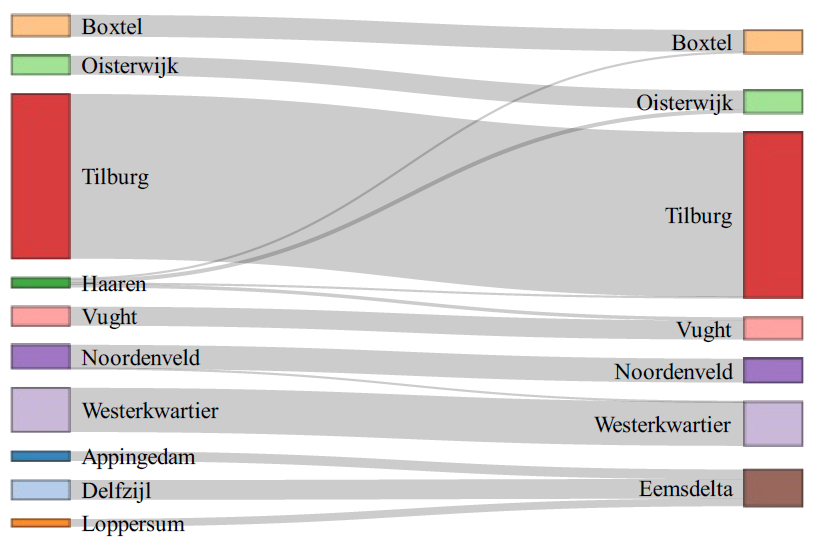 Boxtel
Oisterwijk
Tilburg
Haaren
Vught
Noordenveld
Westerkwartier
Appingedam
Delfzijl
Loppersum
Boxtel
Oisterwijk
Tilburg
Vught
Noordenveld
Westerkwartier
Eemsdelta